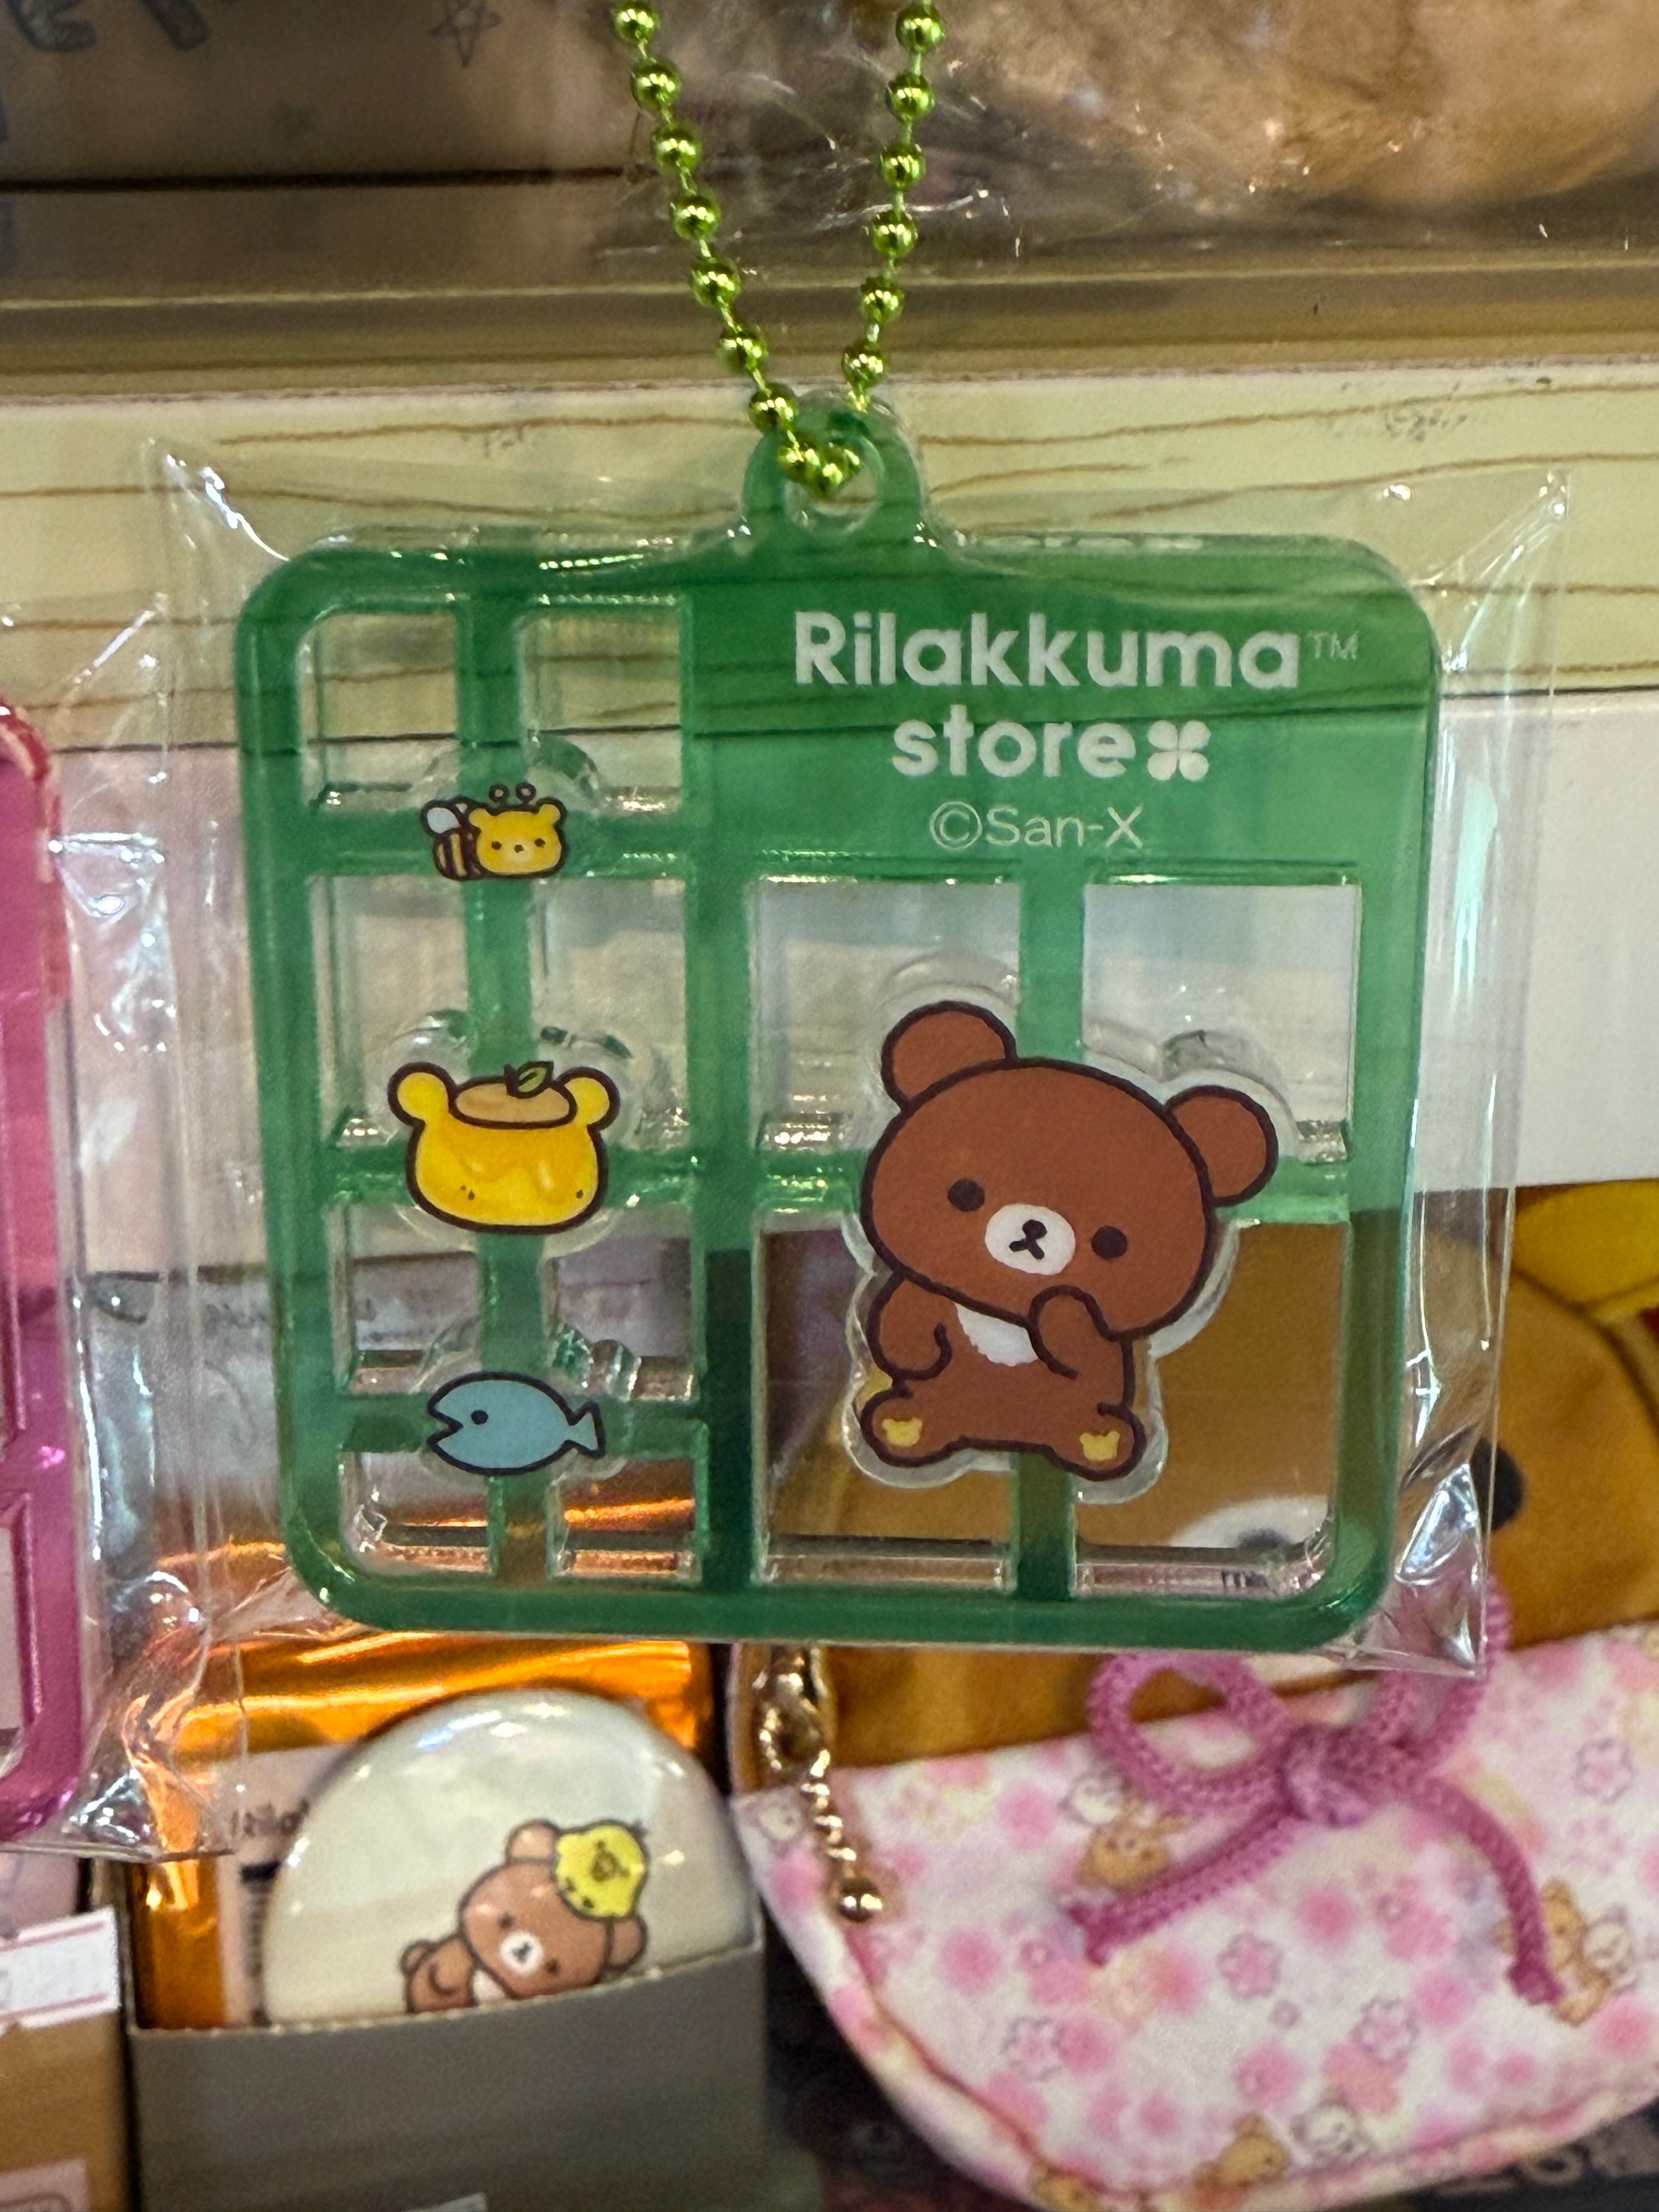 Rilakkuma™
store
©San-X